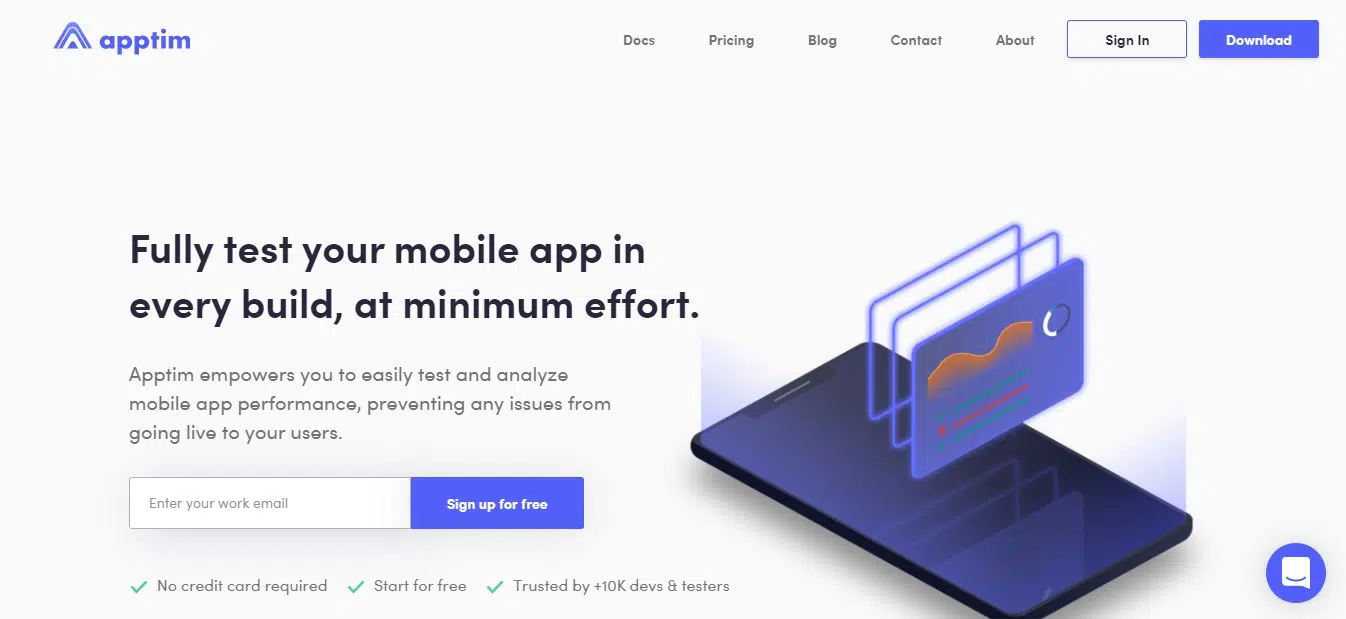 apptim
Docs
Pricing
Blog
Contact
About
Sign In
Download
Fully test your mobile app in
every build, at minimum effort.
Apptim empowers you to easily test and analyze
mobile app performance, preventing any issues from
going live to your users.
Enter your work email
Sign up for free
No credit card required
Start for free
Trusted by +10K devs & testers